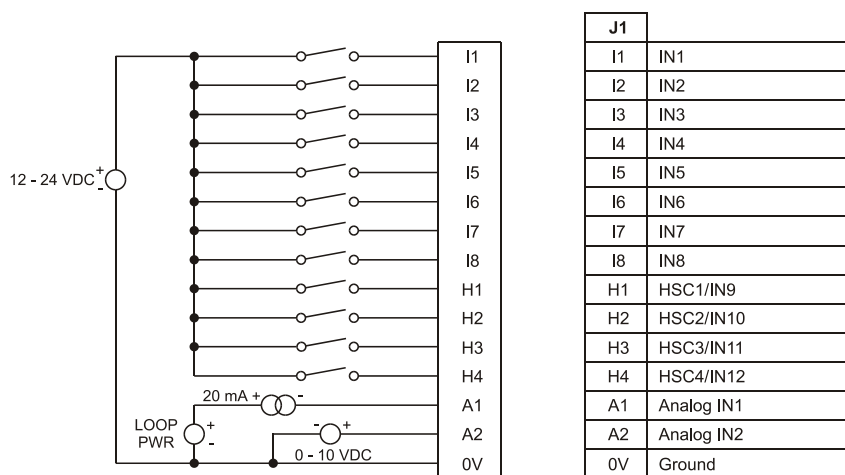 12 - 24 VDC
+
-
I1
I2
I3
I4
I5
I6
I7
I8
H1
H2
H3
H4
A1
A2
0V
20 mA + -
LOOP
PWR
+
-
- +
0 - 10 VDC
J1
I1 IN1
I2 IN2
I3 IN3
I4 IN4
I5 IN5
I6 IN6
I7 IN7
I8 IN8
H1 HSC1/IN9
H2 HSC2/IN10
H3 HSC3/IN11
H4 HSC4/IN12
A1 Analog IN1
A2 Analog IN2
0V Ground